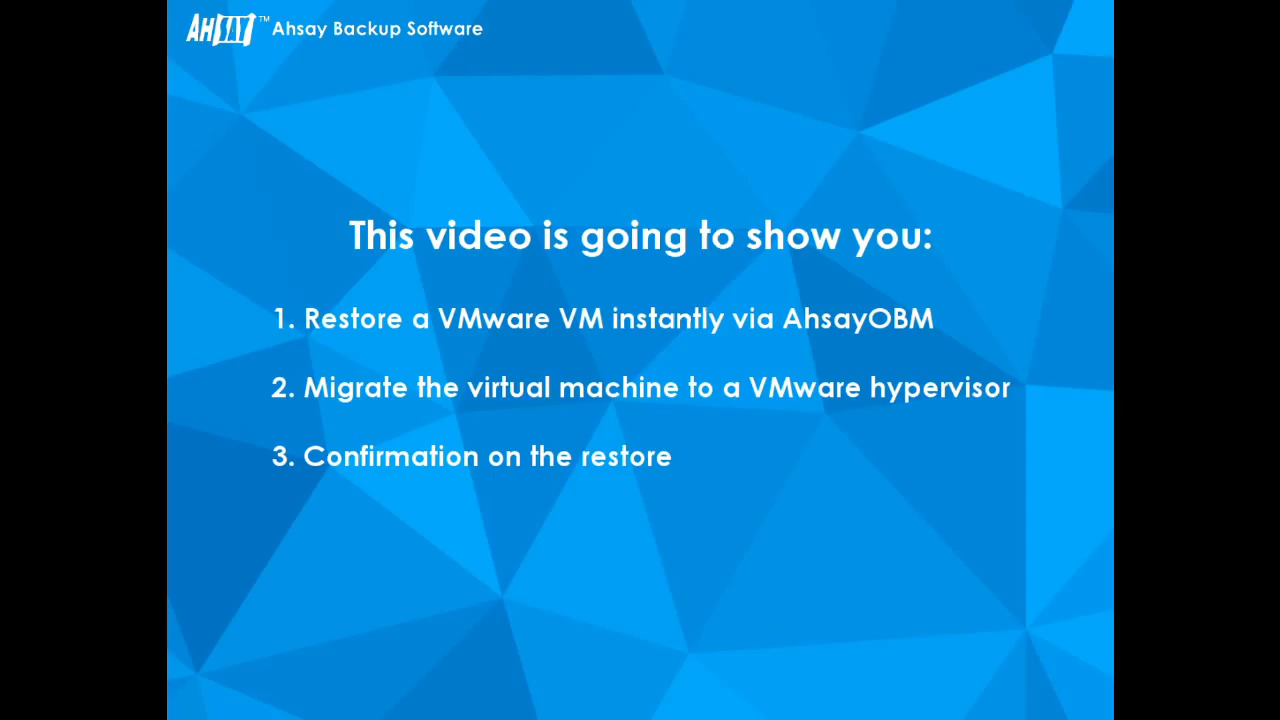 AHSAY™ Ahsay Backup Software
This video is going to show you:
1. Restore a VMware VM instantly via AhsayOBM
2. Migrate the virtual machine to a VMware hypervisor
3. Confirmation on the restore